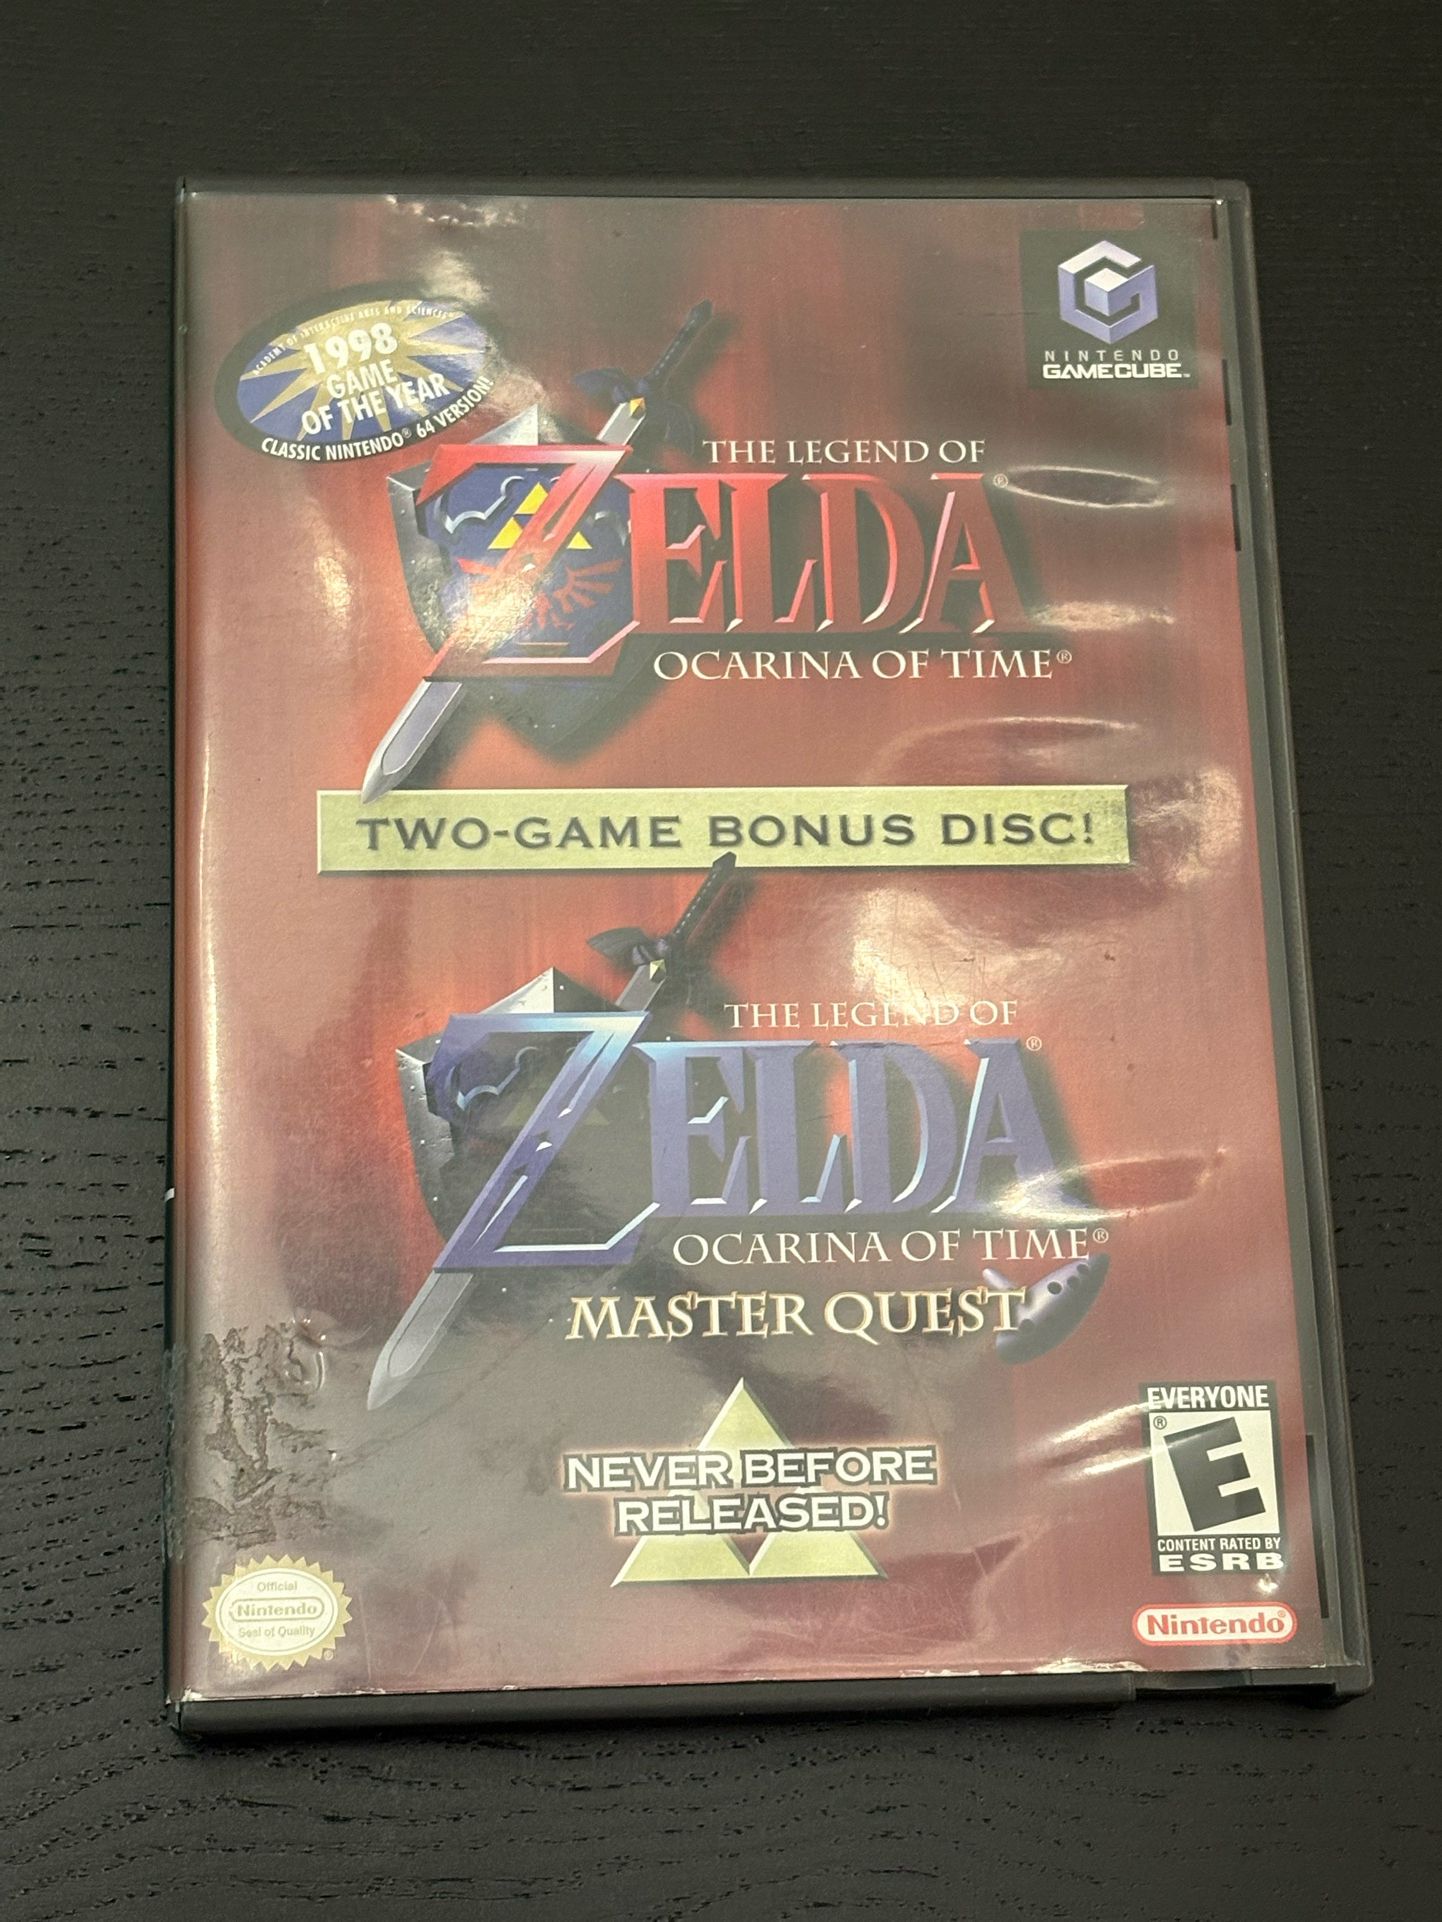 NINTENDO
GAMECUBE™
ACADEMY OF INTERACTIVE ARTS AND SCIENCES™
1998
GAME
OF THE YEAR
CLASSIC NINTENDO® 64 VERSION!
THE LEGEND OF
ZELDA®
OCARINA OF TIME®
TWO-GAME BONUS DISC!
THE LEGEND OF
ZELDA®
OCARINA OF TIME®
MASTER QUEST
NEVER BEFORE
RELEASED!
EVERYONE
E®
CONTENT RATED BY
ESRB
Official
Nintendo
Seal of Quality
®
Nintendo®